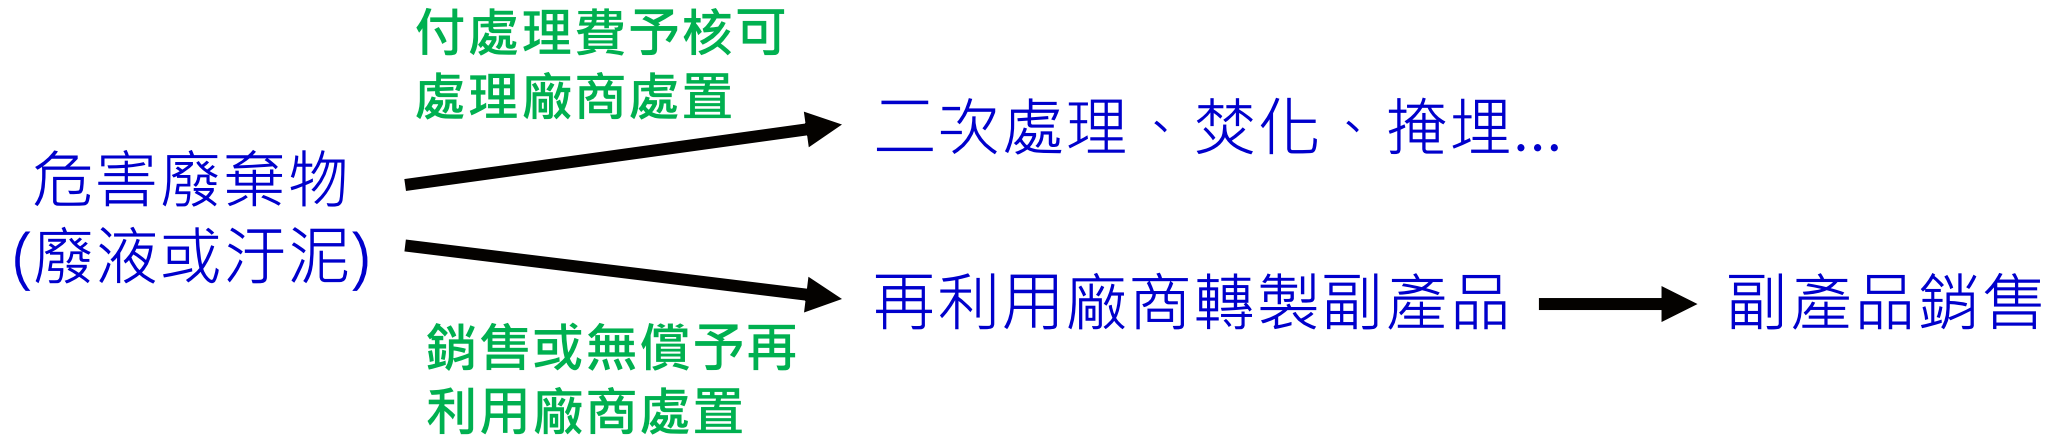 付處理費予核可
處理廠商處置
二次處理、焚化、掩埋...
危害廢棄物
(廢液或汙泥)
再利用廠商轉製副產品
副產品銷售
銷售或無償予再
利用廠商處置